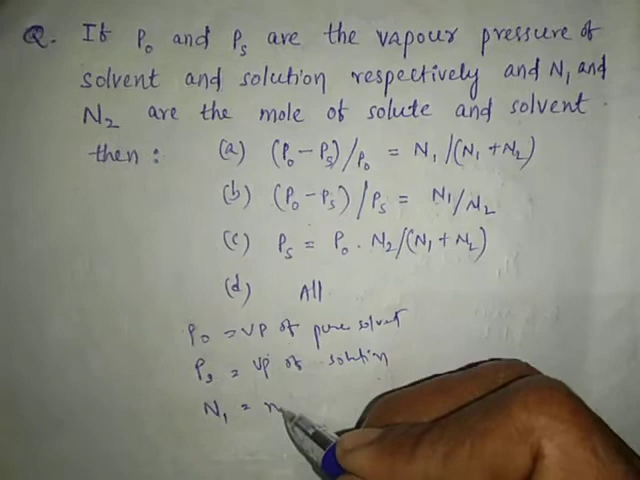 Q. If P₀ and Pₛ are the vapour pressure of
solvent and solution respectively and N₁ and
N₂ are the mole of solute and solvent.
then : (a) (P₀ - Pₛ)/P₀ = N₁/(N₁ + N₂)
(b) (P₀ - Pₛ)/Pₛ = N₁/N₂
(c) Pₛ = P₀ . N₂/(N₁ + N₂)
(d) All
P₀ = VP of pure solvent
Pₛ = VP of solution
N₁ =